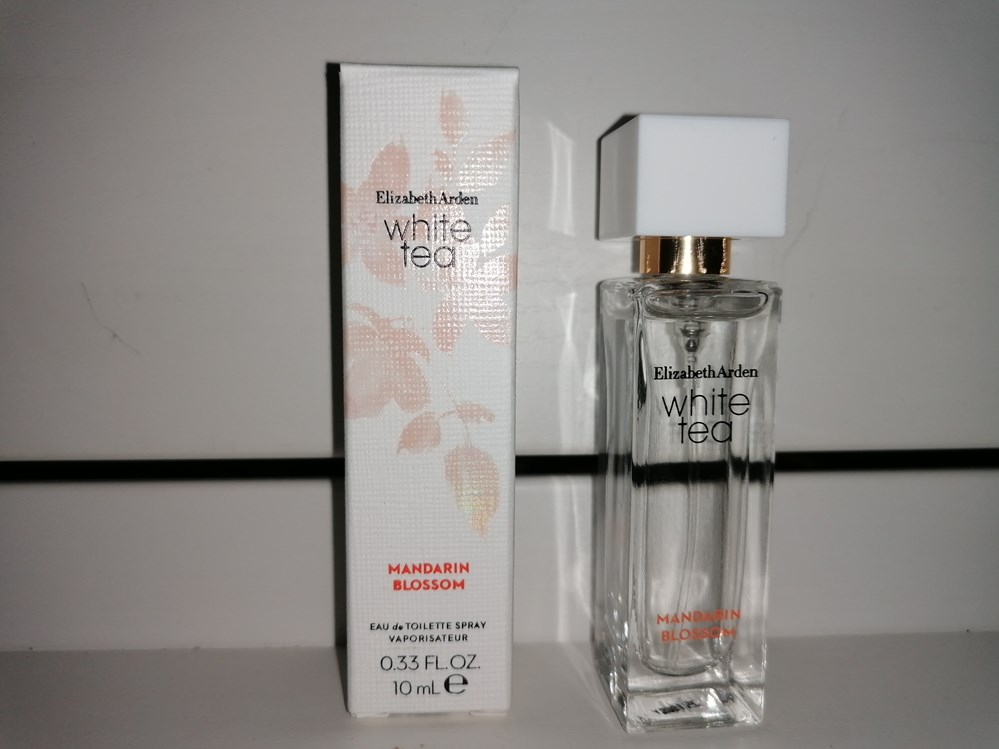 Elizabeth Arden
white
tea
MANDARIN
BLOSSOM
EAU de TOILETTE SPRAY
VAPORISATEUR
0.33 FL.OZ.
10 mL e
Elizabeth Arden
white
tea
MANDARIN
BLOSSOM